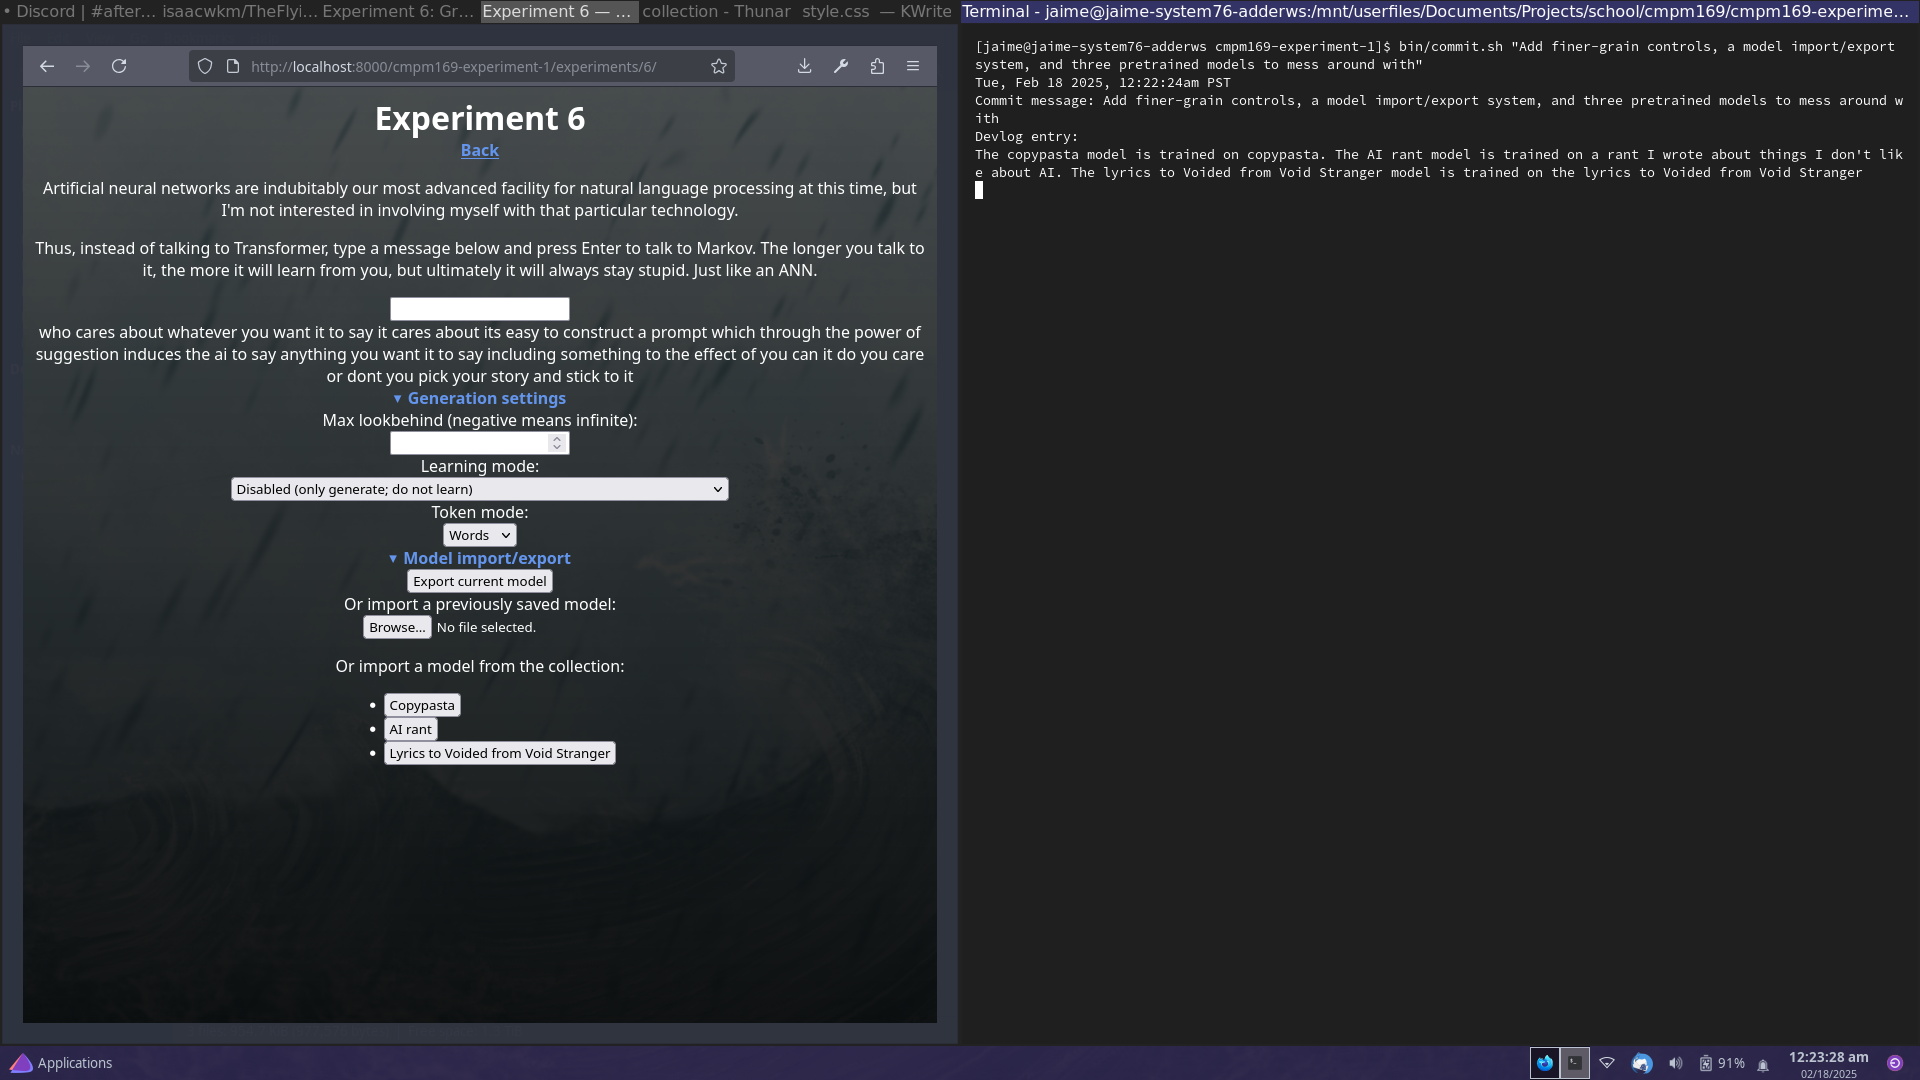 • Discord | #after… isaacwkm/TheFlyi… Experiment 6: Gr… Experiment 6 — … collection - Thunar style.css — KWrite
Terminal - jaime@jaime-system76-adderws:/mnt/userfiles/Documents/Projects/school/cmpm169/cmpm169-experime…
http://localhost:8000/cmpm169-experiment-1/experiments/6/
Experiment 6
Back
Artificial neural networks are indubitably our most advanced facility for natural language processing at this time, but
I'm not interested in involving myself with that particular technology.
Thus, instead of talking to Transformer, type a message below and press Enter to talk to Markov. The longer you talk to
it, the more it will learn from you, but ultimately it will always stay stupid. Just like an ANN.
who cares about whatever you want it to say it cares about its easy to construct a prompt which through the power of
suggestion induces the ai to say anything you want it to say including something to the effect of you can it do you care
or dont you pick your story and stick to it
▼ Generation settings
Max lookbehind (negative means infinite):
Learning mode:
Disabled (only generate; do not learn)
Token mode:
Words
▼ Model import/export
Export current model
Or import a previously saved model:
Browse… No file selected.
Or import a model from the collection:
• Copypasta
• AI rant
• Lyrics to Voided from Void Stranger
[jaime@jaime-system76-adderws cmpm169-experiment-1]$ bin/commit.sh "Add finer-grain controls, a model import/export
system, and three pretrained models to mess around with"
Tue, Feb 18 2025, 12:22:24am PST
Commit message: Add finer-grain controls, a model import/export system, and three pretrained models to mess around w
ith
Devlog entry:
The copypasta model is trained on copypasta. The AI rant model is trained on a rant I wrote about things I don't lik
e about AI. The lyrics to Voided from Void Stranger model is trained on the lyrics to Voided from Void Stranger
Applications
91%
12:23:28 am
02/18/2025